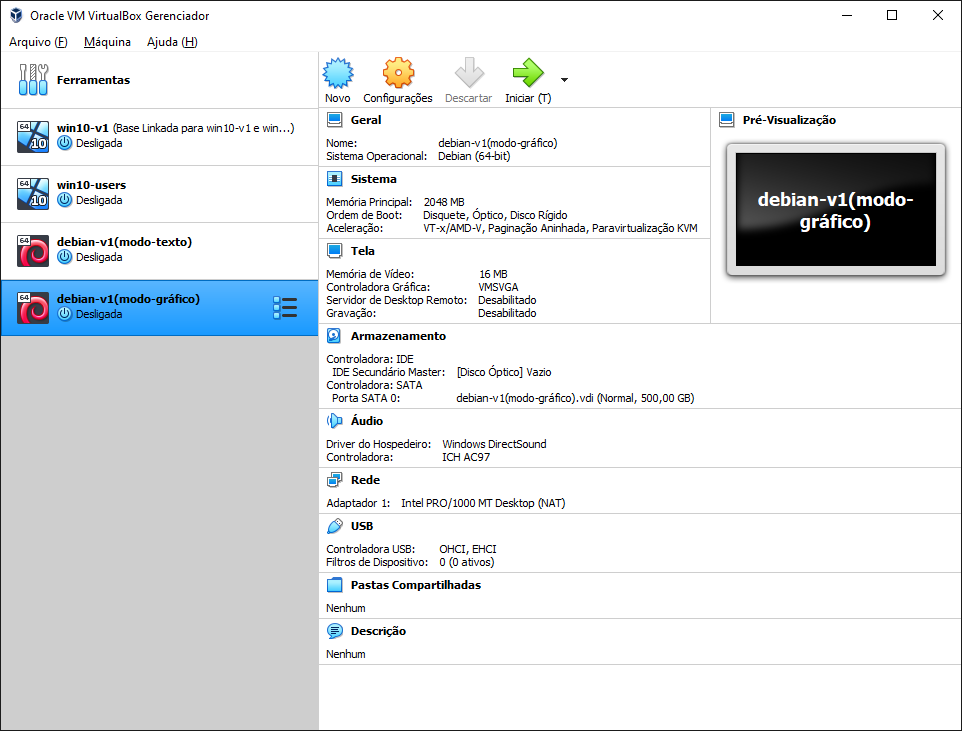 Oracle VM VirtualBox Gerenciador
Arquivo (F) Máquina Ajuda (H)
Ferramentas
64
10
win10-v1 (Base Linkada para win10-v1 e win...)
Desligada
64
10
win10-users
Desligada
64
debian-v1(modo-texto)
Desligada
64
debian-v1(modo-gráfico)
Desligada
Novo Configurações Descartar Iniciar (T)
Geral
Nome: debian-v1(modo-gráfico)
Sistema Operacional: Debian (64-bit)
Sistema
Memória Principal: 2048 MB
Ordem de Boot: Disquete, Óptico, Disco Rígido
Aceleração: VT-x/AMD-V, Paginação Aninhada, Paravirtualização KVM
Tela
Memória de Vídeo: 16 MB
Controladora Gráfica: VMSVGA
Servidor de Desktop Remoto: Desabilitado
Gravação: Desabilitado
Pré-Visualização
debian-v1(modo-
gráfico)
Armazenamento
Controladora: IDE
IDE Secundário Master: [Disco Óptico] Vazio
Controladora: SATA
Porta SATA 0: debian-v1(modo-gráfico).vdi (Normal, 500,00 GB)
Áudio
Driver do Hospedeiro: Windows DirectSound
Controladora: ICH AC97
Rede
Adaptador 1: Intel PRO/1000 MT Desktop (NAT)
USB
Controladora USB: OHCI, EHCI
Filtros de Dispositivo: 0 (0 ativos)
Pastas Compartilhadas
Nenhum
Descrição
Nenhum